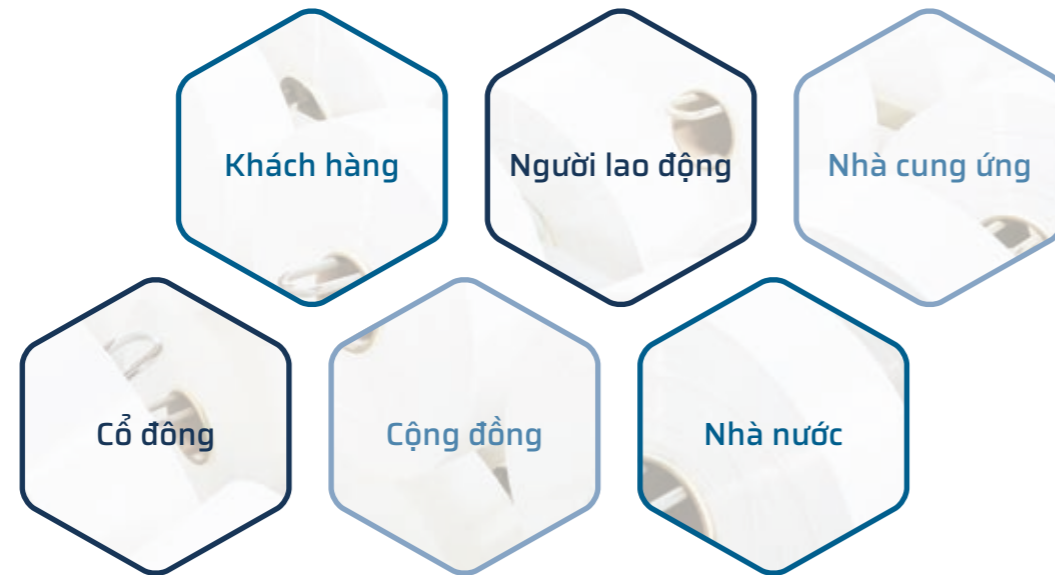 Khách hàng
Người lao động
Nhà cung ứng
Cổ đông
Cộng đồng
Nhà nước